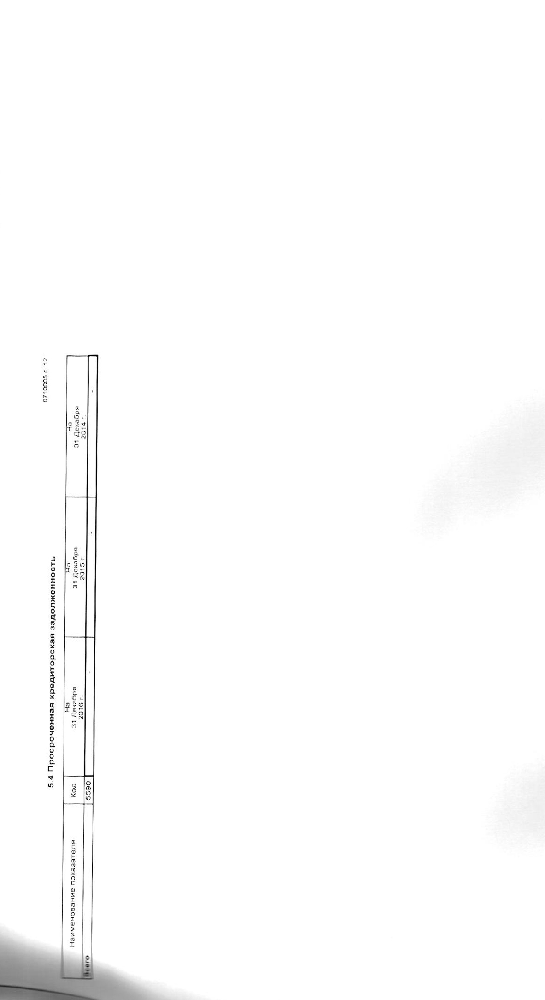 0710005 с 12
5.4 Просроченная кредиторская задолженность
Наименование показателя
Код
На
31 Декабря
2016 г.
На
31 Декабря
2015 г.
На
31 Декабря
2014 г.
Всего
5590
-
-
-